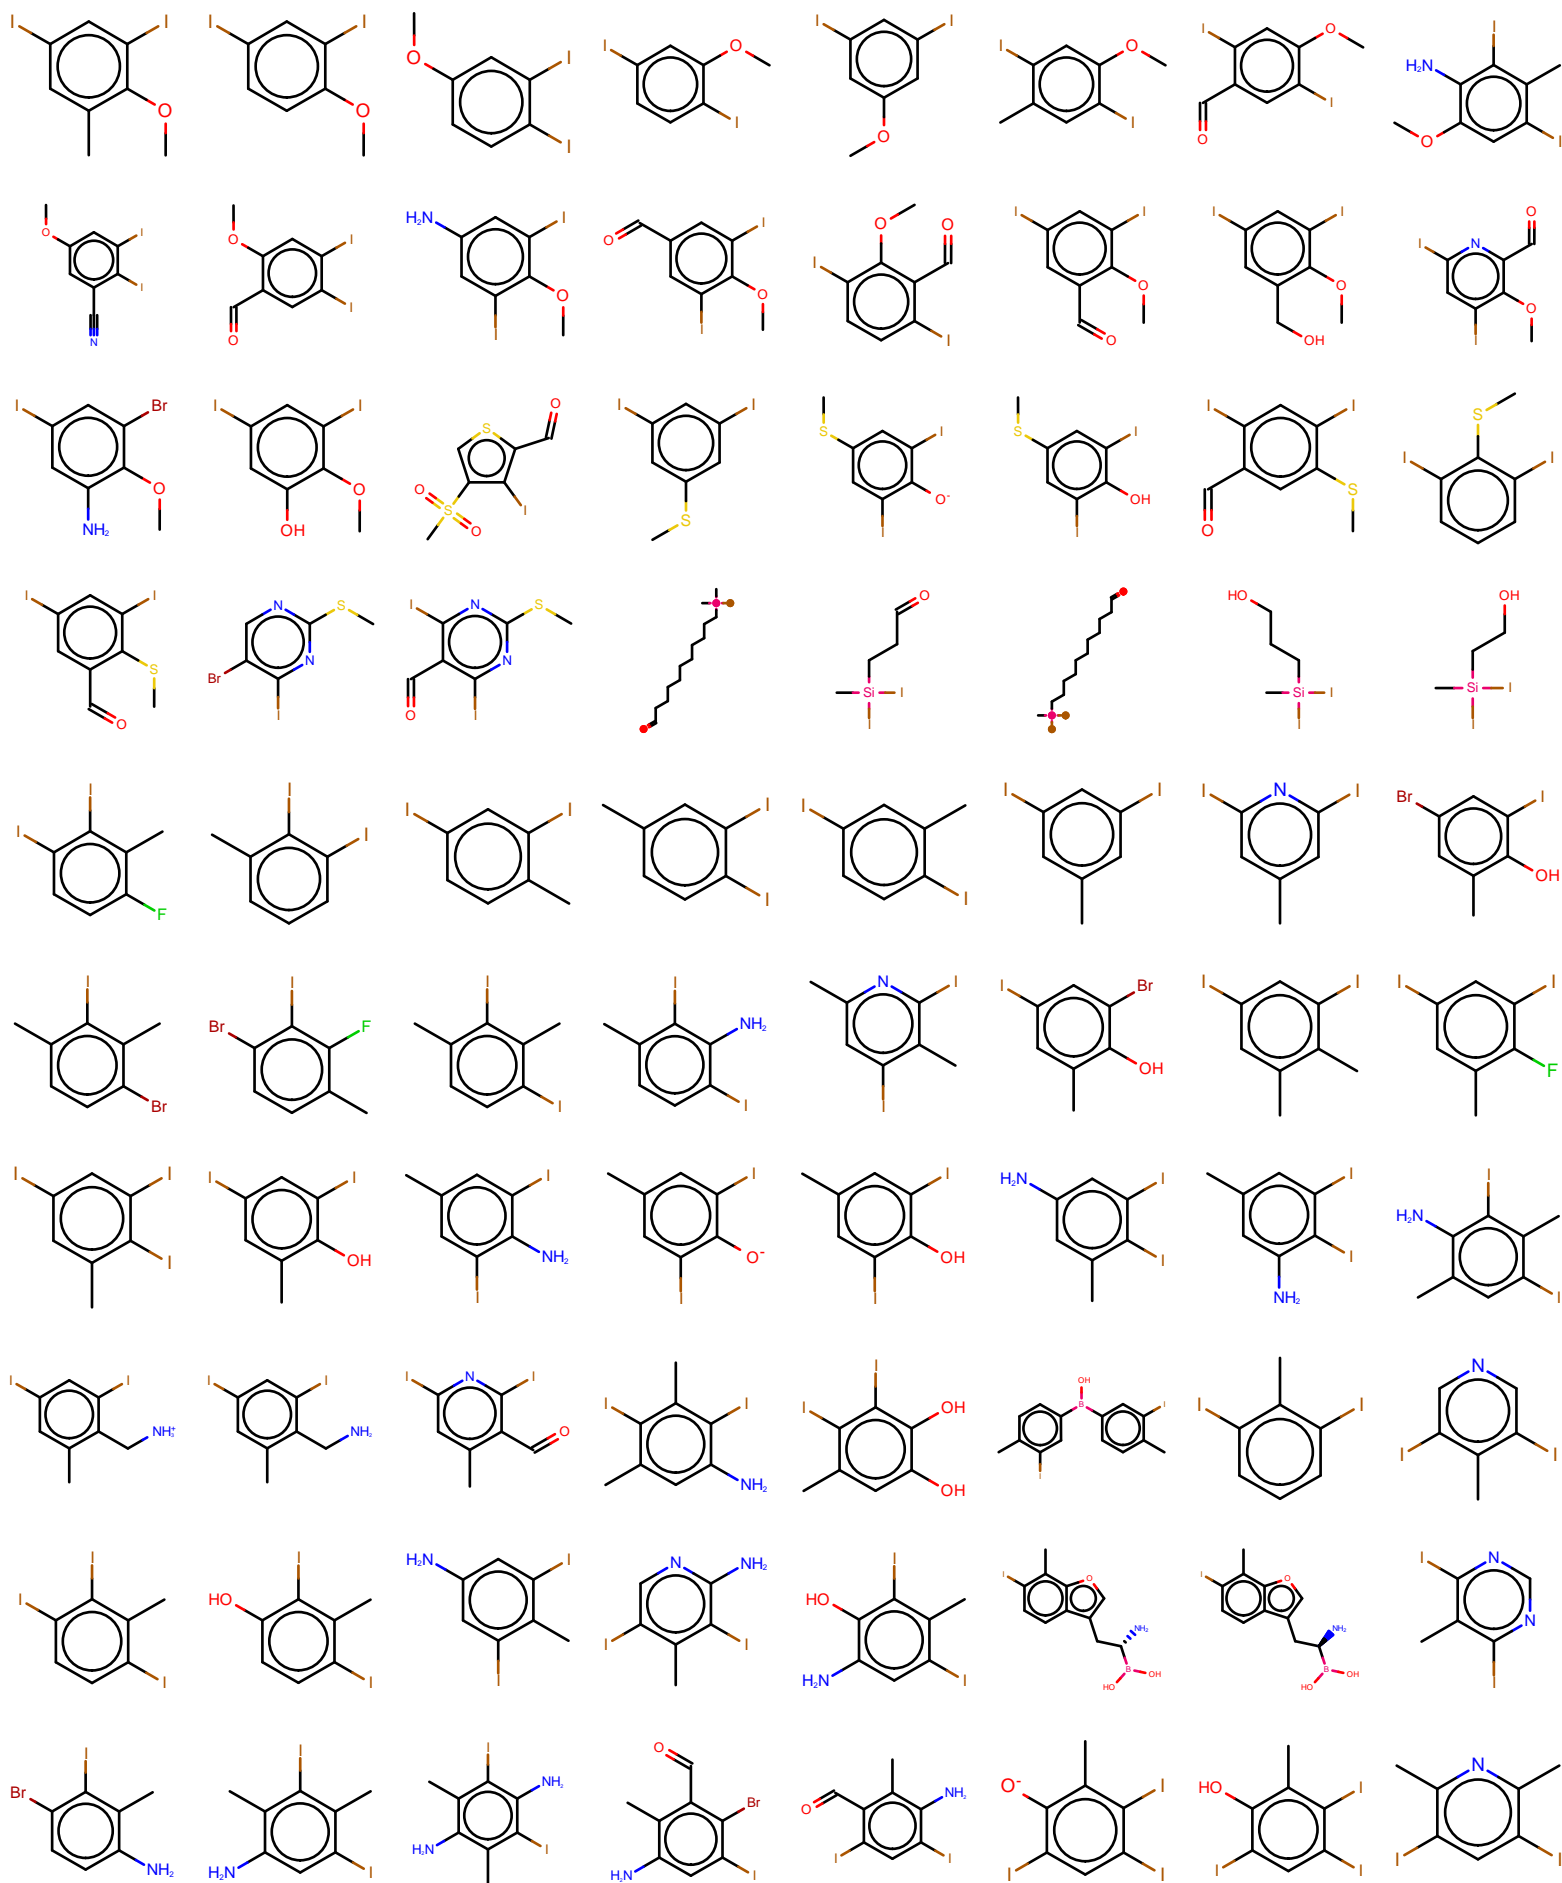 I I O
I I O
O I I
I O I
I I O
I O I
I O I O
I H₂N O I
O I I N
O I I O
H₂N I O I
O I O I
O O I I
I I O O
I I O OH
O I N O I
I Br O NH₂
I I O OH
O S O S O I
I I S
S I O⁻ I
S I OH I
I I O S
S I I
I I S O
N S N Br I
I N S N O I
O Si I I
HO Si I I
OH Si I I
I I F
I I
I I
I I
I I
I I
I N I
Br I OH
I Br
I Br F
I I
I NH₂ I
N I I
I Br OH
I I
I I F
I I I
I I OH
I NH₂ I
I O⁻ I
I OH I
H₂N I I
I I NH₂
I H₂N I
I I NH₃⁺
I I NH₂
I N I O
I I NH₂
I I OH OH
OH B I I
I I
N I I
I I I
I HO I
H₂N I I
N NH₂ I I
I HO H₂N I
I O NH₂ B OH HO
I O NH₂ B OH HO
I N N I
I Br NH₂
I H₂N I
I NH₂ H₂N I
O Br H₂N I
O NH₂ I I
O⁻ I I I
HO I I I
N I I